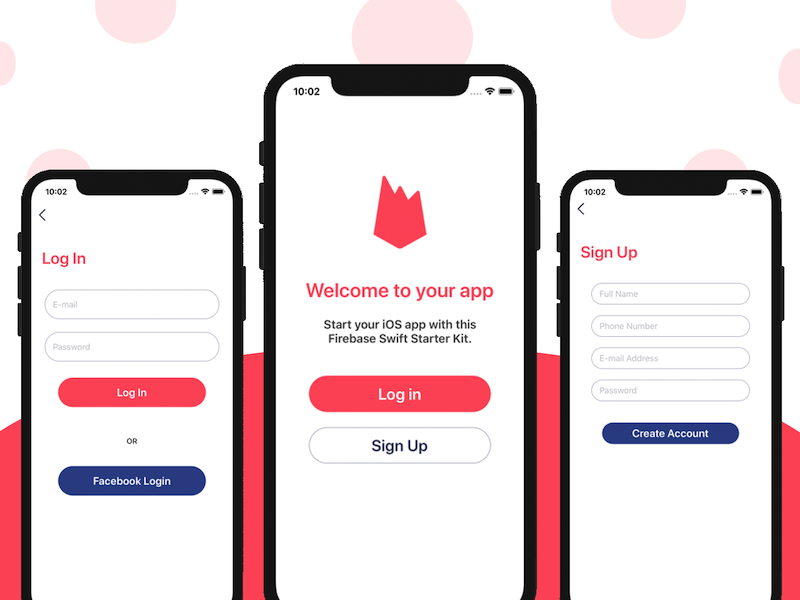 10:02
Log In
E-mail
Password
Log In
OR
Facebook Login
10:02
Welcome to your app
Start your iOS app with this
Firebase Swift Starter Kit.
Log in
Sign Up
10:02
Sign Up
Full Name
Phone Number
E-mail Address
Password
Create Account